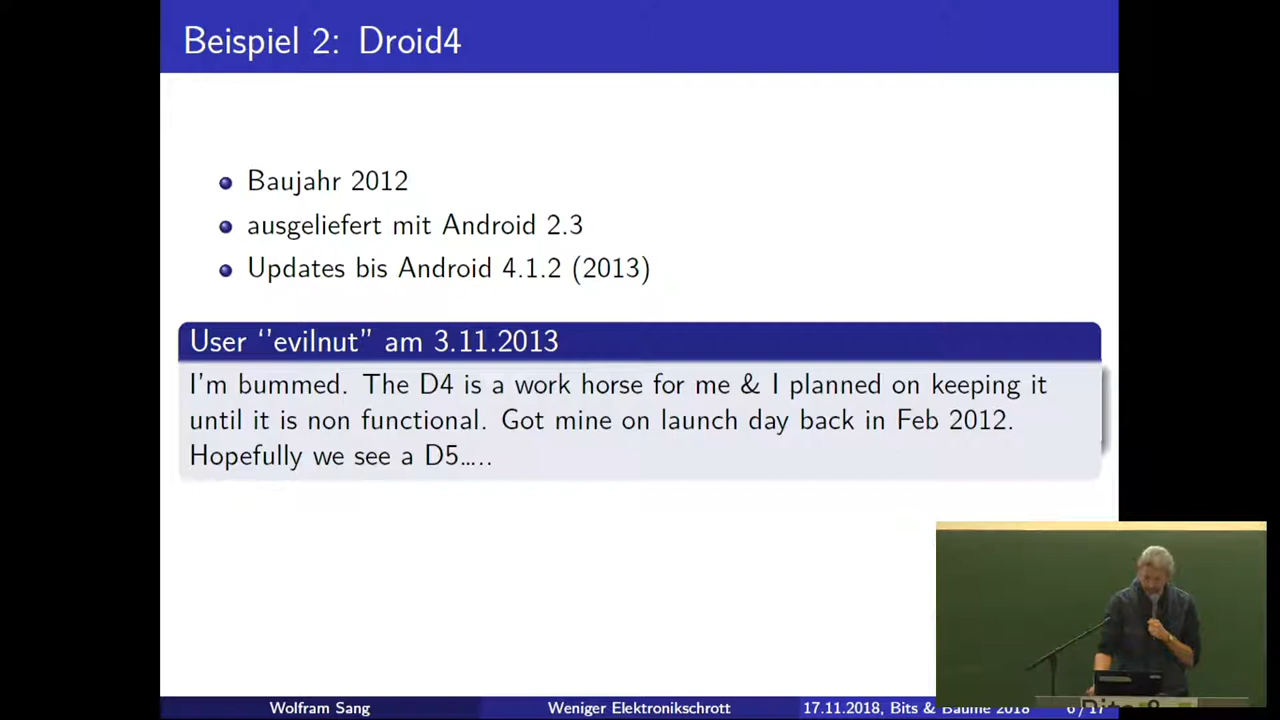 Beispiel 2: Droid4
Baujahr 2012
ausgeliefert mit Android 2.3
Updates bis Android 4.1.2 (2013)
User ‘’evilnut” am 3.11.2013
I'm bummed. The D4 is a work horse for me & I planned on keeping it
until it is non functional. Got mine on launch day back in Feb 2012.
Hopefully we see a D5.....
Wolfram Sang
Weniger Elektronikschrott
17.11.2018, Bits & Bäume 2018
6 / 17
Bits &